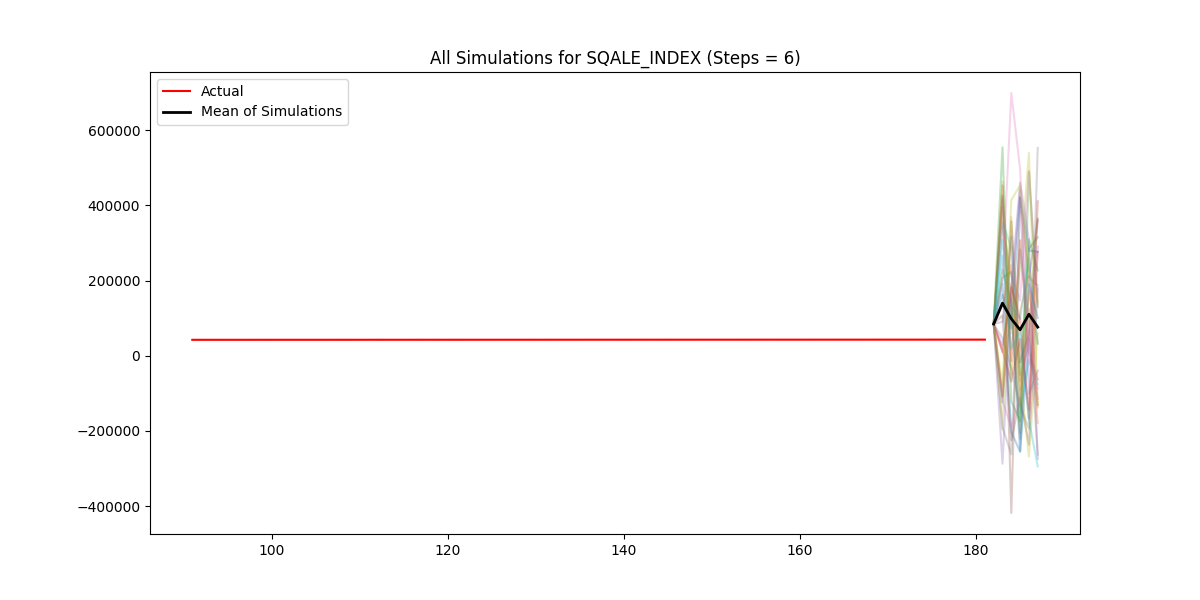 All Simulations for SQALE_INDEX (Steps = 6)
Actual
Mean of Simulations
600000
400000
200000
0
−200000
−400000
100 120 140 160 180